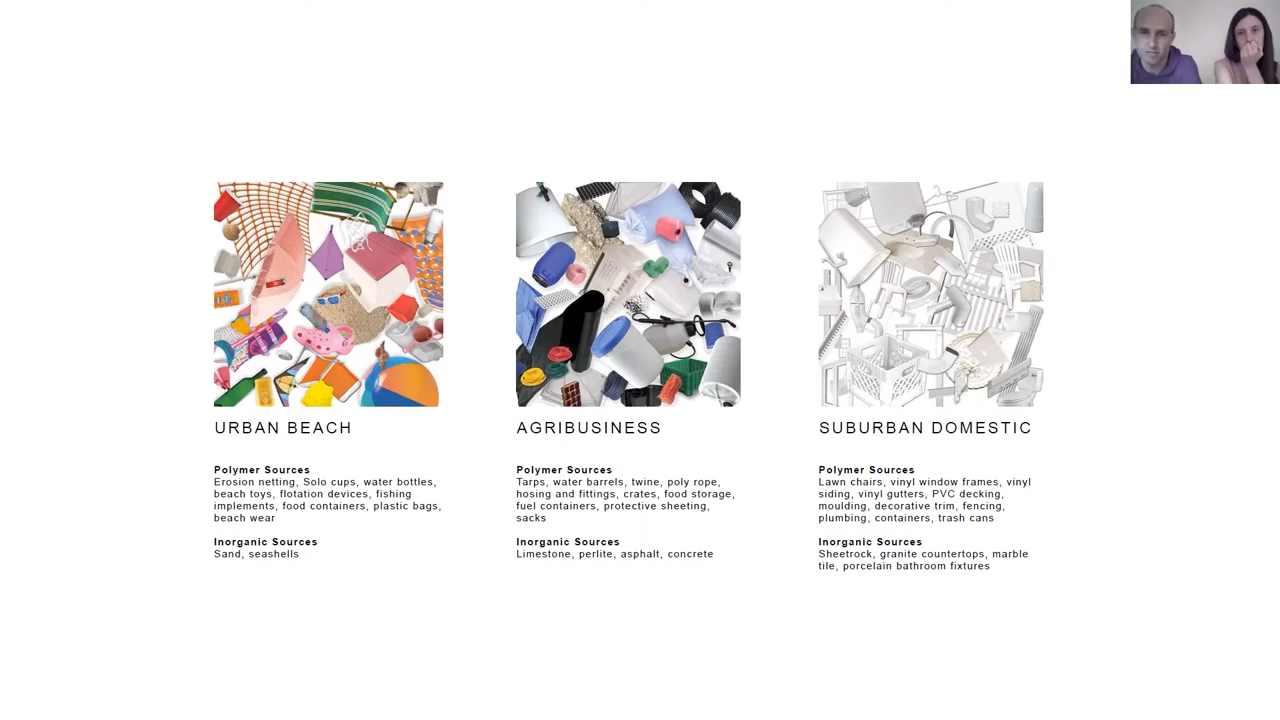 URBAN BEACH
Polymer Sources
Erosion netting, Solo cups, water bottles,
beach toys, flotation devices, fishing
implements, food containers, plastic bags,
beach wear
Inorganic Sources
Sand, seashells
AGRIBUSINESS
Polymer Sources
Tarps, water barrels, twine, poly rope,
hosing and fittings, crates, food storage,
fuel containers, protective sheeting,
sacks
Inorganic Sources
Limestone, perlite, asphalt, concrete
SUBURBAN DOMESTIC
Polymer Sources
Lawn chairs, vinyl window frames, vinyl
siding, vinyl gutters, PVC decking,
moulding, decorative trim, fencing,
plumbing, containers, trash cans
Inorganic Sources
Sheetrock, granite countertops, marble
tile, porcelain bathroom fixtures